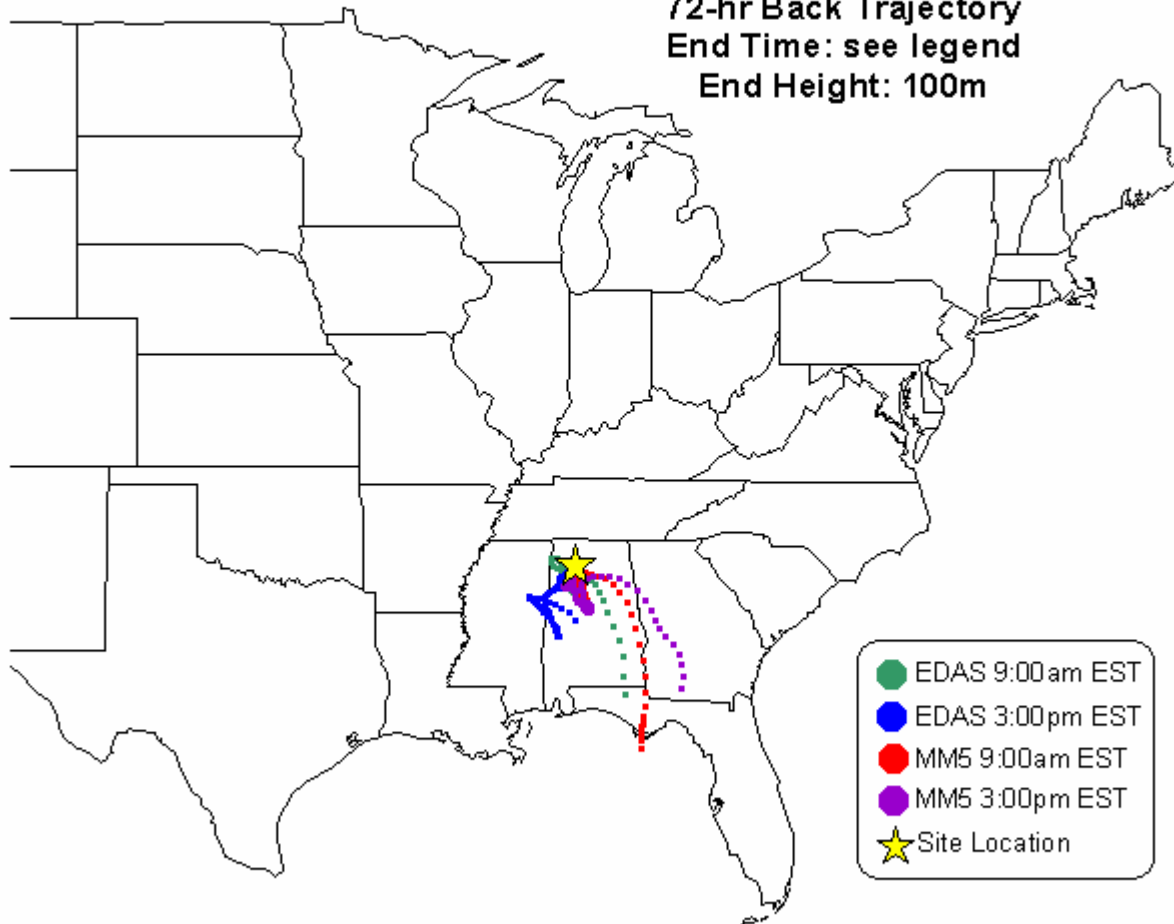 72-hr Back Trajectory
End Time: see legend
End Height: 100m
EDAS 9:00am EST
EDAS 3:00pm EST
MM5 9:00am EST
MM5 3:00pm EST
Site Location